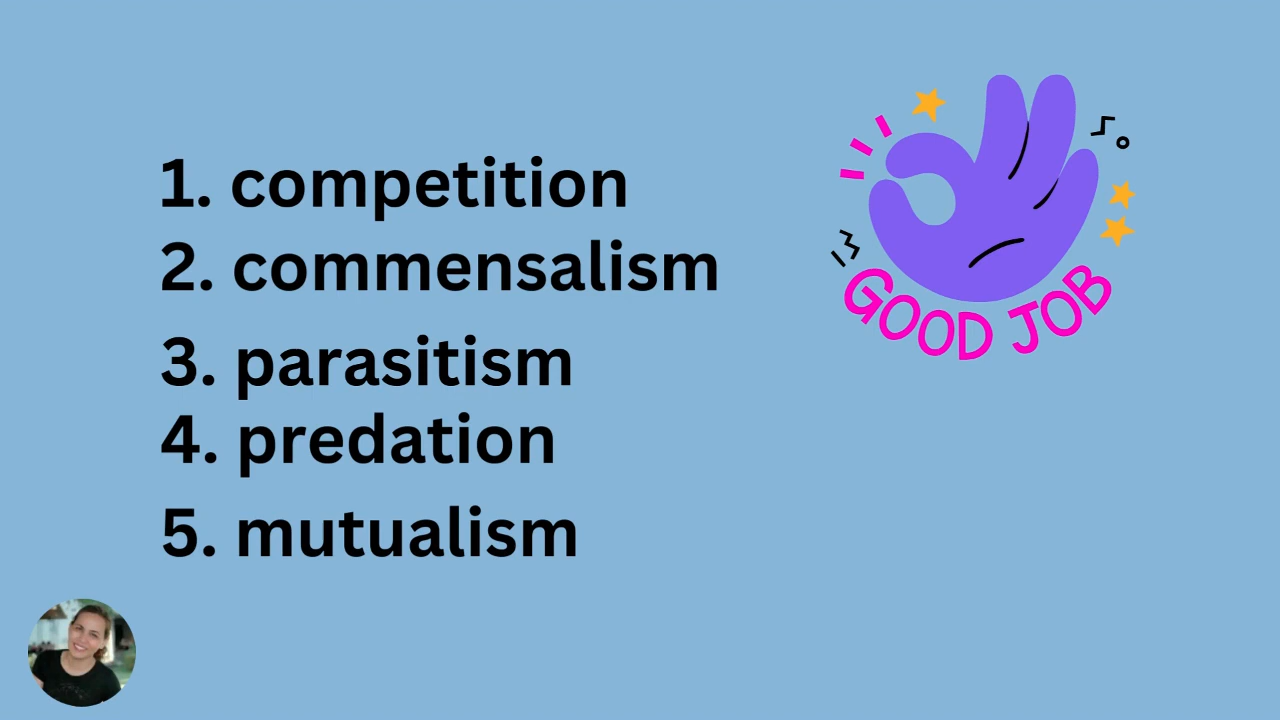 1. competition
2. commensalism
3. parasitism
4. predation
5. mutualism
GOOD JOB